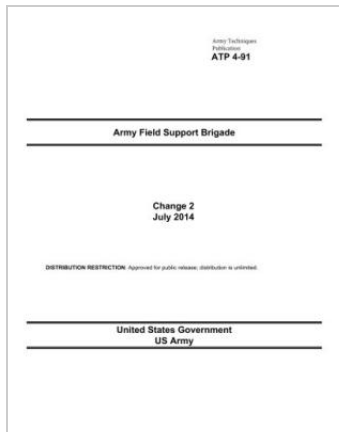 Army Techniques
Publication
ATP 4-91
Army Field Support Brigade
Change 2
July 2014
DISTRIBUTION RESTRICTION: Approved for public release; distribution is unlimited.
United States Government
US Army